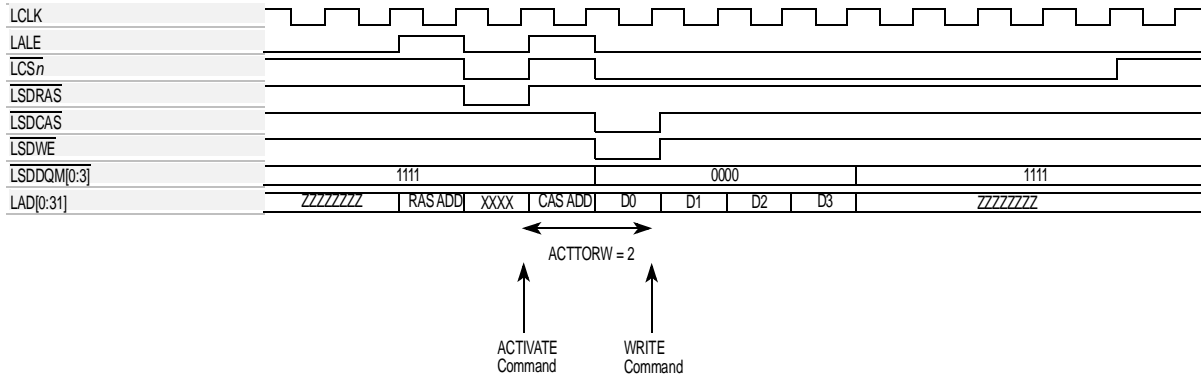 LCLK
LALE
LCSn
LSDRAS
LSDCAS
LSDWE
LSDDQM[0:3] 1111 0000 1111
LAD[0:31] ZZZZZZZZ RAS ADD XXXX CAS ADD D0 D1 D2 D3 ZZZZZZZZ
ACTTORW = 2
ACTIVATE WRITE
Command Command